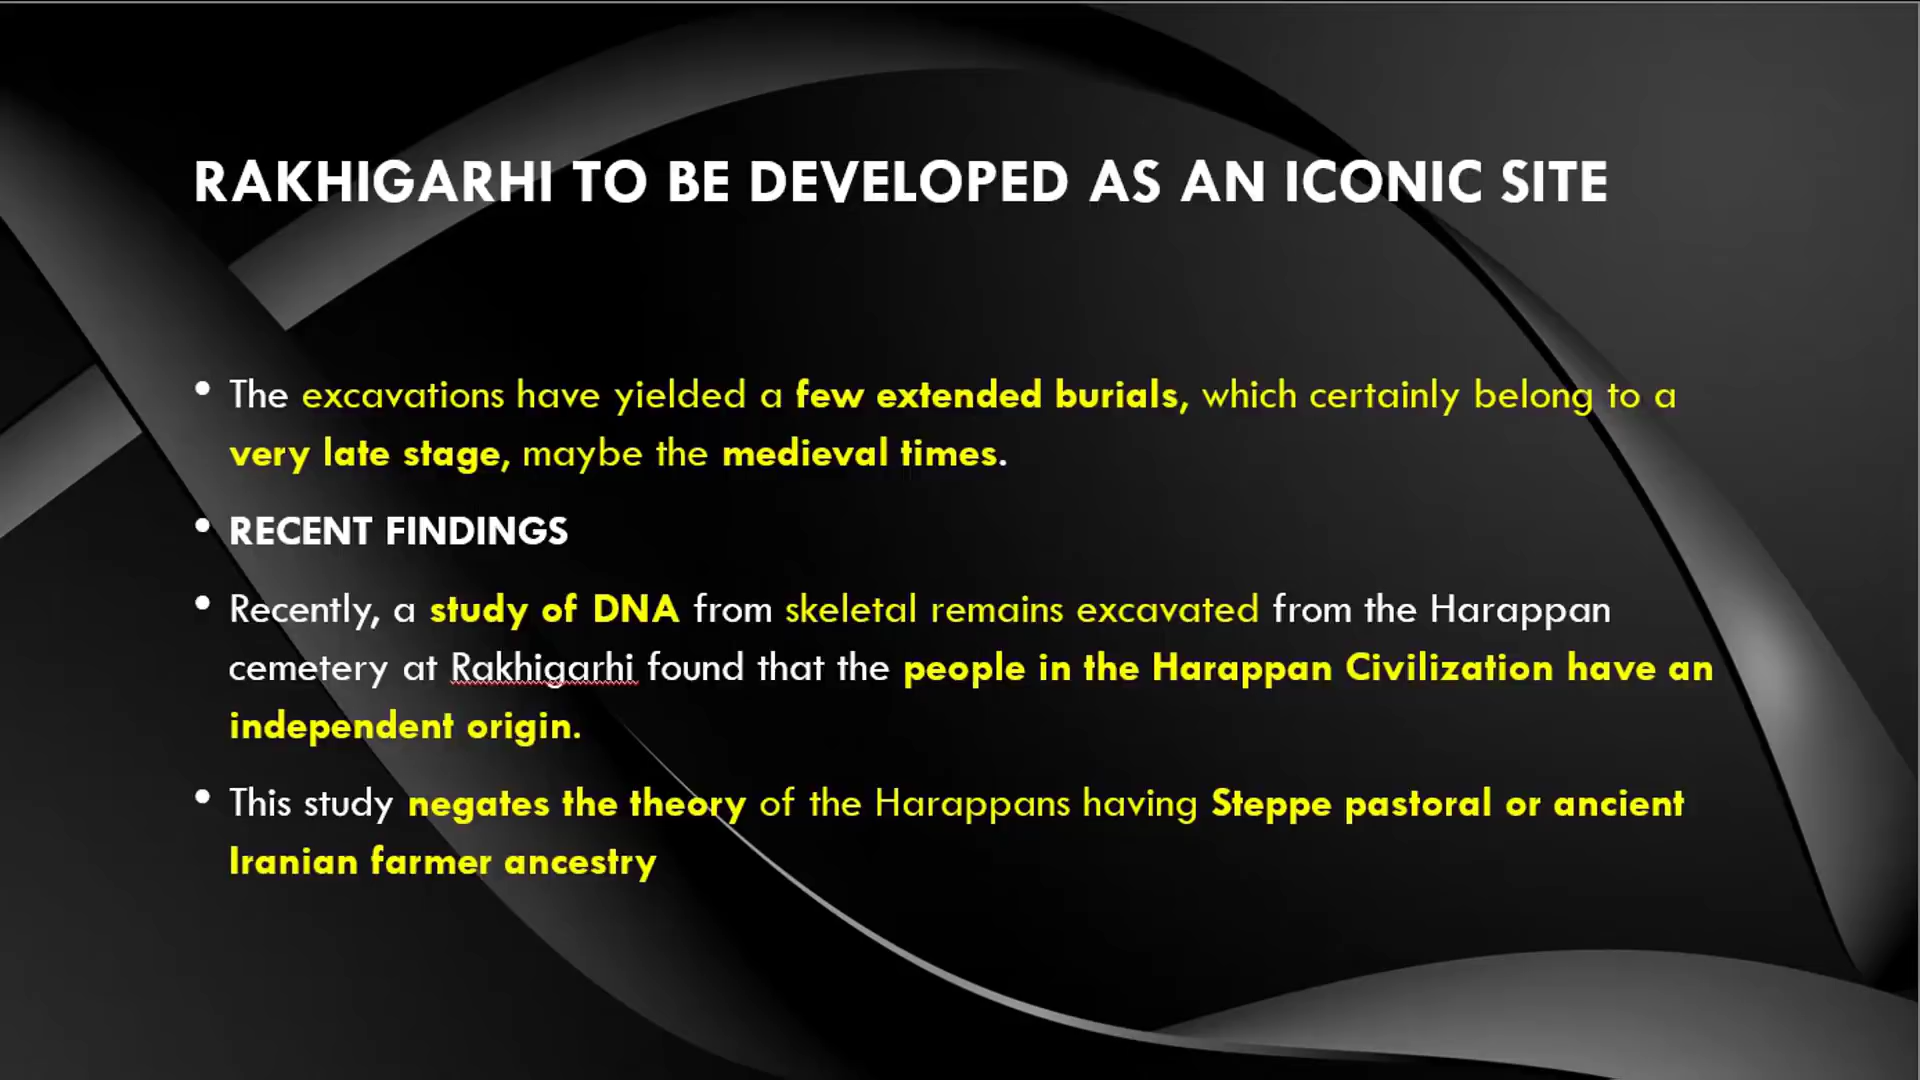 RAKHIGARHI TO BE DEVELOPED AS AN ICONIC SITE
• The excavations have yielded a few extended burials, which certainly belong to a
very late stage, maybe the medieval times.
• RECENT FINDINGS
• Recently, a study of DNA from skeletal remains excavated from the Harappan
cemetery at Rakhigarhi found that the people in the Harappan Civilization have an
independent origin.
• This study negates the theory of the Harappans having Steppe pastoral or ancient
Iranian farmer ancestry